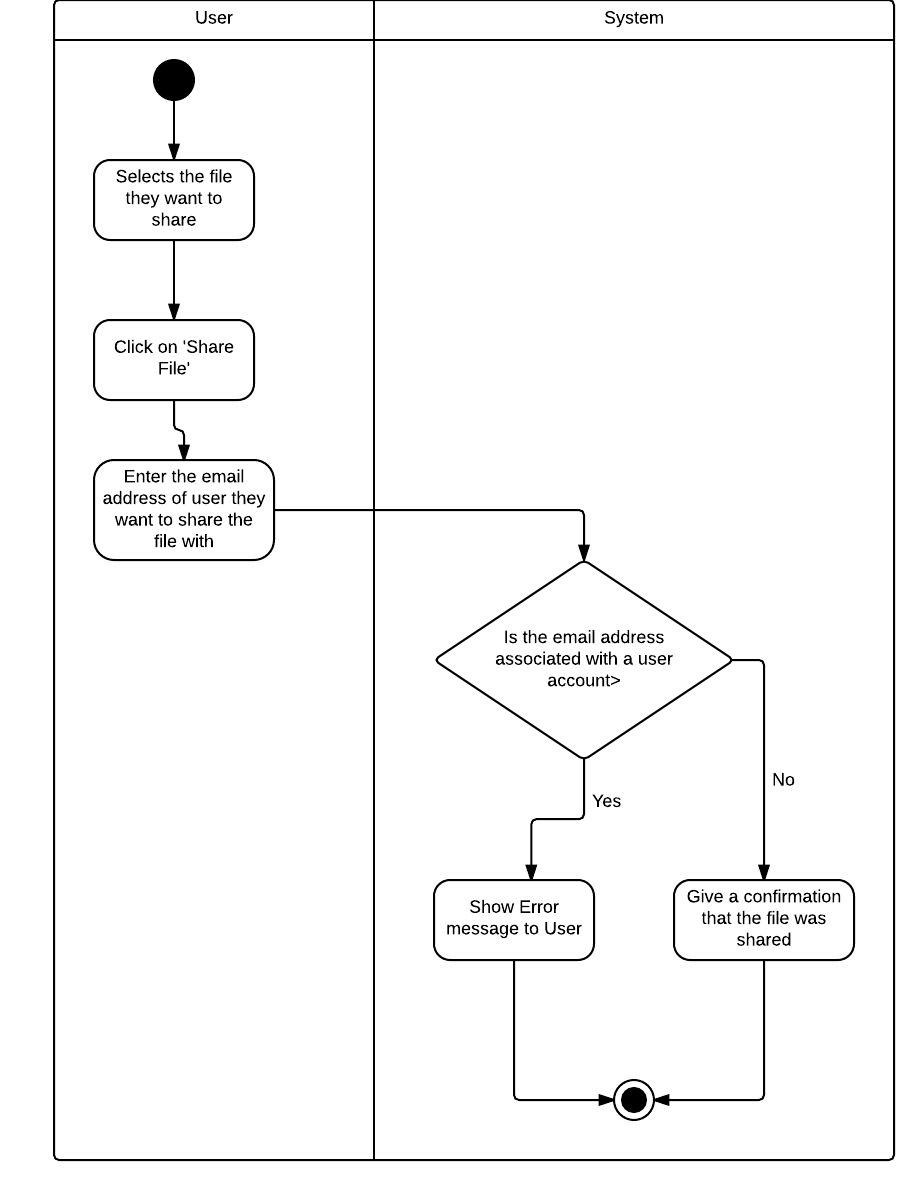 User
System
Selects the file
they want to
share
Click on 'Share
File'
Enter the email
address of user they
want to share the
file with
Is the email address
associated with a user
account>
No
Yes
Show Error
message to User
Give a confirmation
that the file was
shared